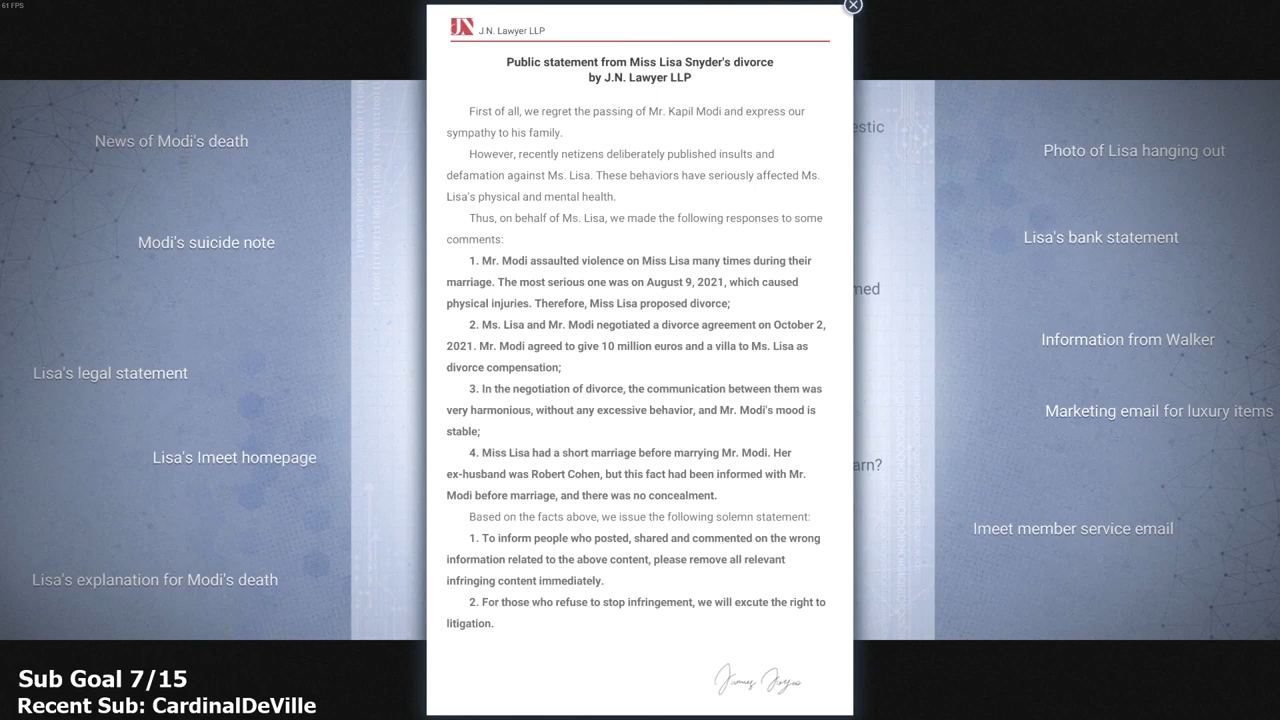 61 FPS
JN J.N. Lawyer LLP
Public statement from Miss Lisa Snyder's divorce
by J.N. Lawyer LLP
First of all, we regret the passing of Mr. Kapil Modi and express our
sympathy to his family.
However, recently netizens deliberately published insults and
defamation against Ms. Lisa. These behaviors have seriously affected Ms.
Lisa's physical and mental health.
Thus, on behalf of Ms. Lisa, we made the following responses to some
comments:
1. Mr. Modi assaulted violence on Miss Lisa many times during their
marriage. The most serious one was on August 9, 2021, which caused
physical injuries. Therefore, Miss Lisa proposed divorce;
2. Ms. Lisa and Mr. Modi negotiated a divorce agreement on October 2,
2021. Mr. Modi agreed to give 10 million euros and a villa to Ms. Lisa as
divorce compensation;
3. In the negotiation of divorce, the communication between them was
very harmonious, without any excessive behavior, and Mr. Modi's mood is
stable;
4. Miss Lisa had a short marriage before marrying Mr. Modi. Her
ex-husband was Robert Cohen, but this fact had been informed with Mr.
Modi before marriage, and there was no concealment.
Based on the facts above, we issue the following solemn statement:
1. To inform people who posted, shared and commented on the wrong
information related to the above content, please remove all relevant
infringing content immediately.
2. For those who refuse to stop infringement, we will excute the right to
litigation.
News of Modi's death
Modi's suicide note
Lisa's legal statement
Lisa's Imeet homepage
Lisa's explanation for Modi's death
estic
med
arn?
Photo of Lisa hanging out
Lisa's bank statement
Information from Walker
Marketing email for luxury items
Imeet member service email
Sub Goal 7/15
Recent Sub: CardinalDeVille